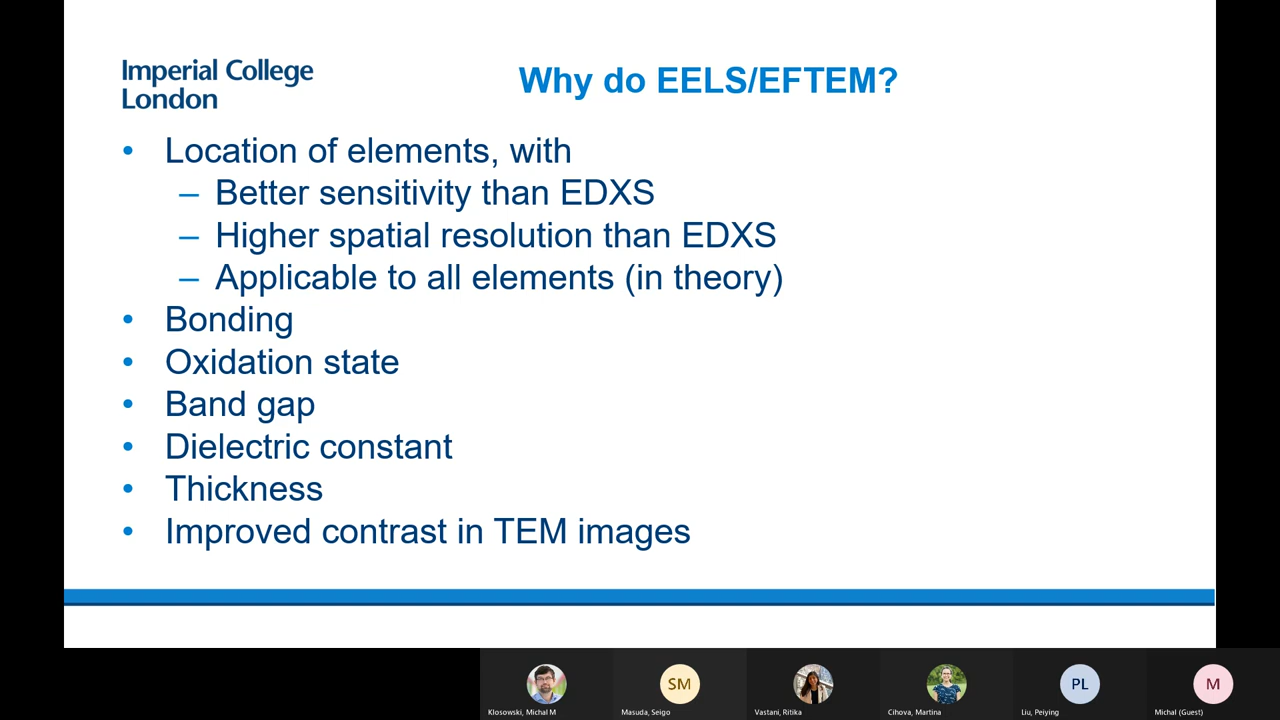 Imperial College
London
Why do EELS/EFTEM?
• Location of elements, with
– Better sensitivity than EDXS
– Higher spatial resolution than EDXS
– Applicable to all elements (in theory)
• Bonding
• Oxidation state
• Band gap
• Dielectric constant
• Thickness
• Improved contrast in TEM images
SM
PL
M
Klosowski, Michal M
Masuda, Seigo
Vastani, Ritika
Cihova, Martina
Liu, Peiying
Michal (Guest)